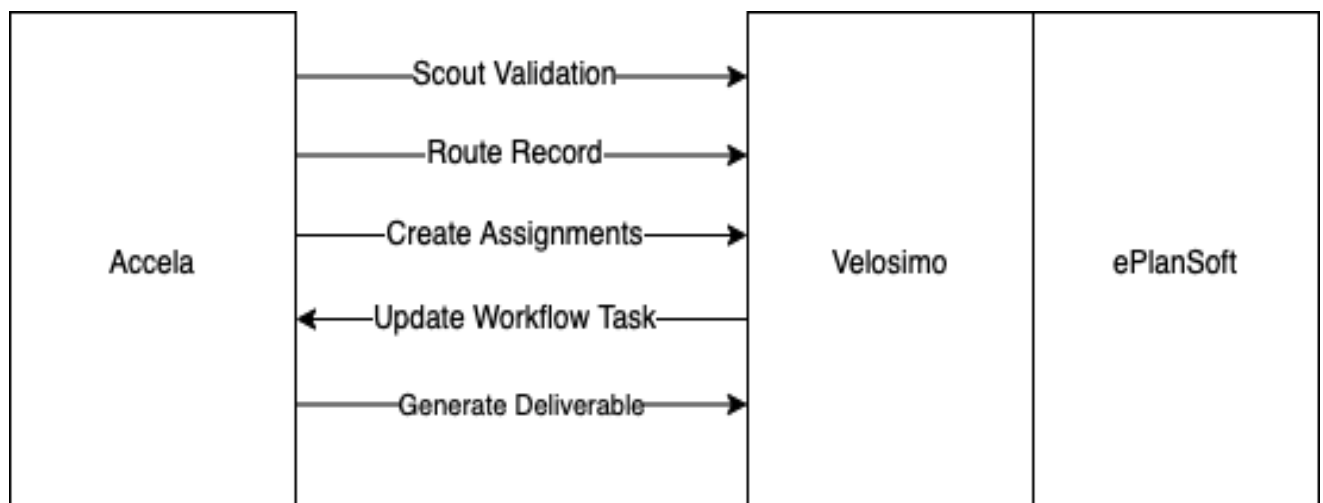 Scout Validation
Route Record
Create Assignments
Accela
Velosimo
ePlanSoft
Update Workflow Task
Generate Deliverable